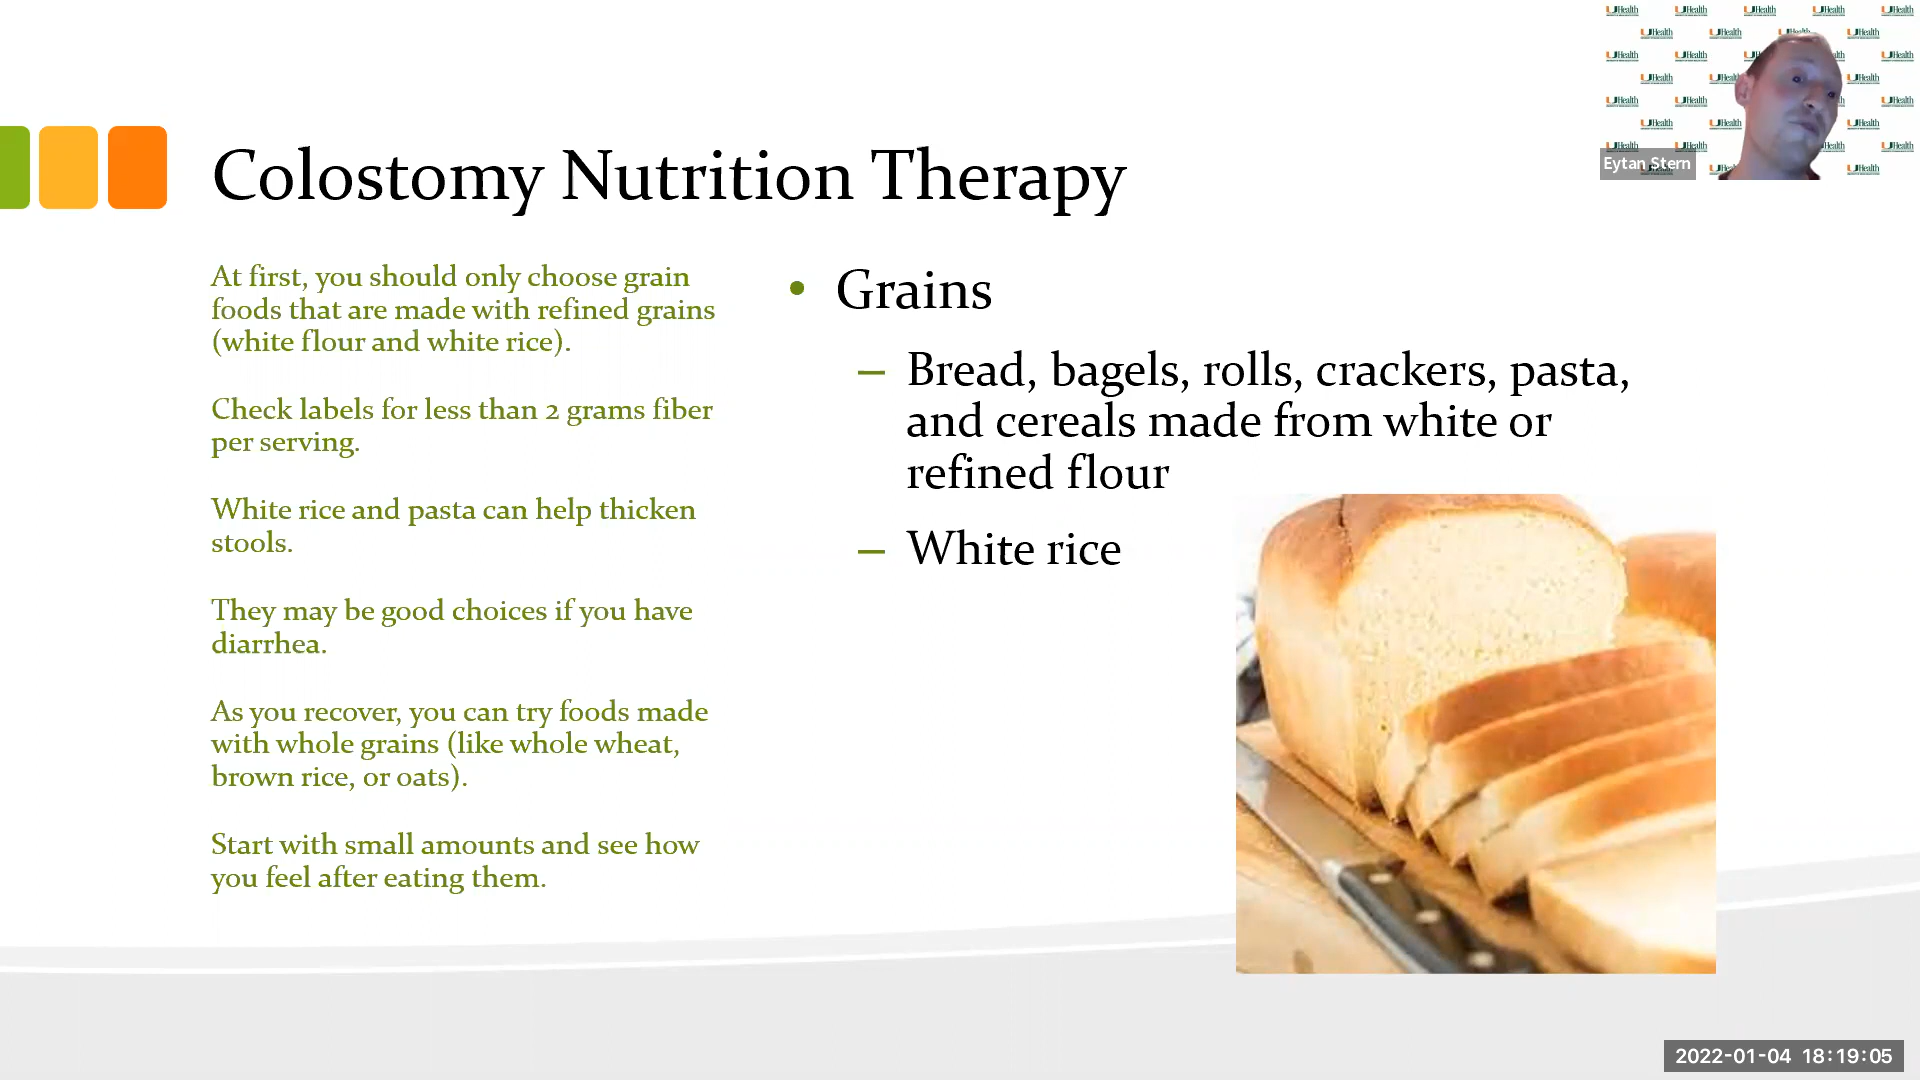 Colostomy Nutrition Therapy
At first, you should only choose grain
foods that are made with refined grains
(white flour and white rice).
Check labels for less than 2 grams fiber
per serving.
White rice and pasta can help thicken
stools.
They may be good choices if you have
diarrhea.
As you recover, you can try foods made
with whole grains (like whole wheat,
brown rice, or oats).
Start with small amounts and see how
you feel after eating them.
• Grains
– Bread, bagels, rolls, crackers, pasta,
and cereals made from white or
refined flour
– White rice
UHealth
Eytan Stern
2022-01-04 18:19:05